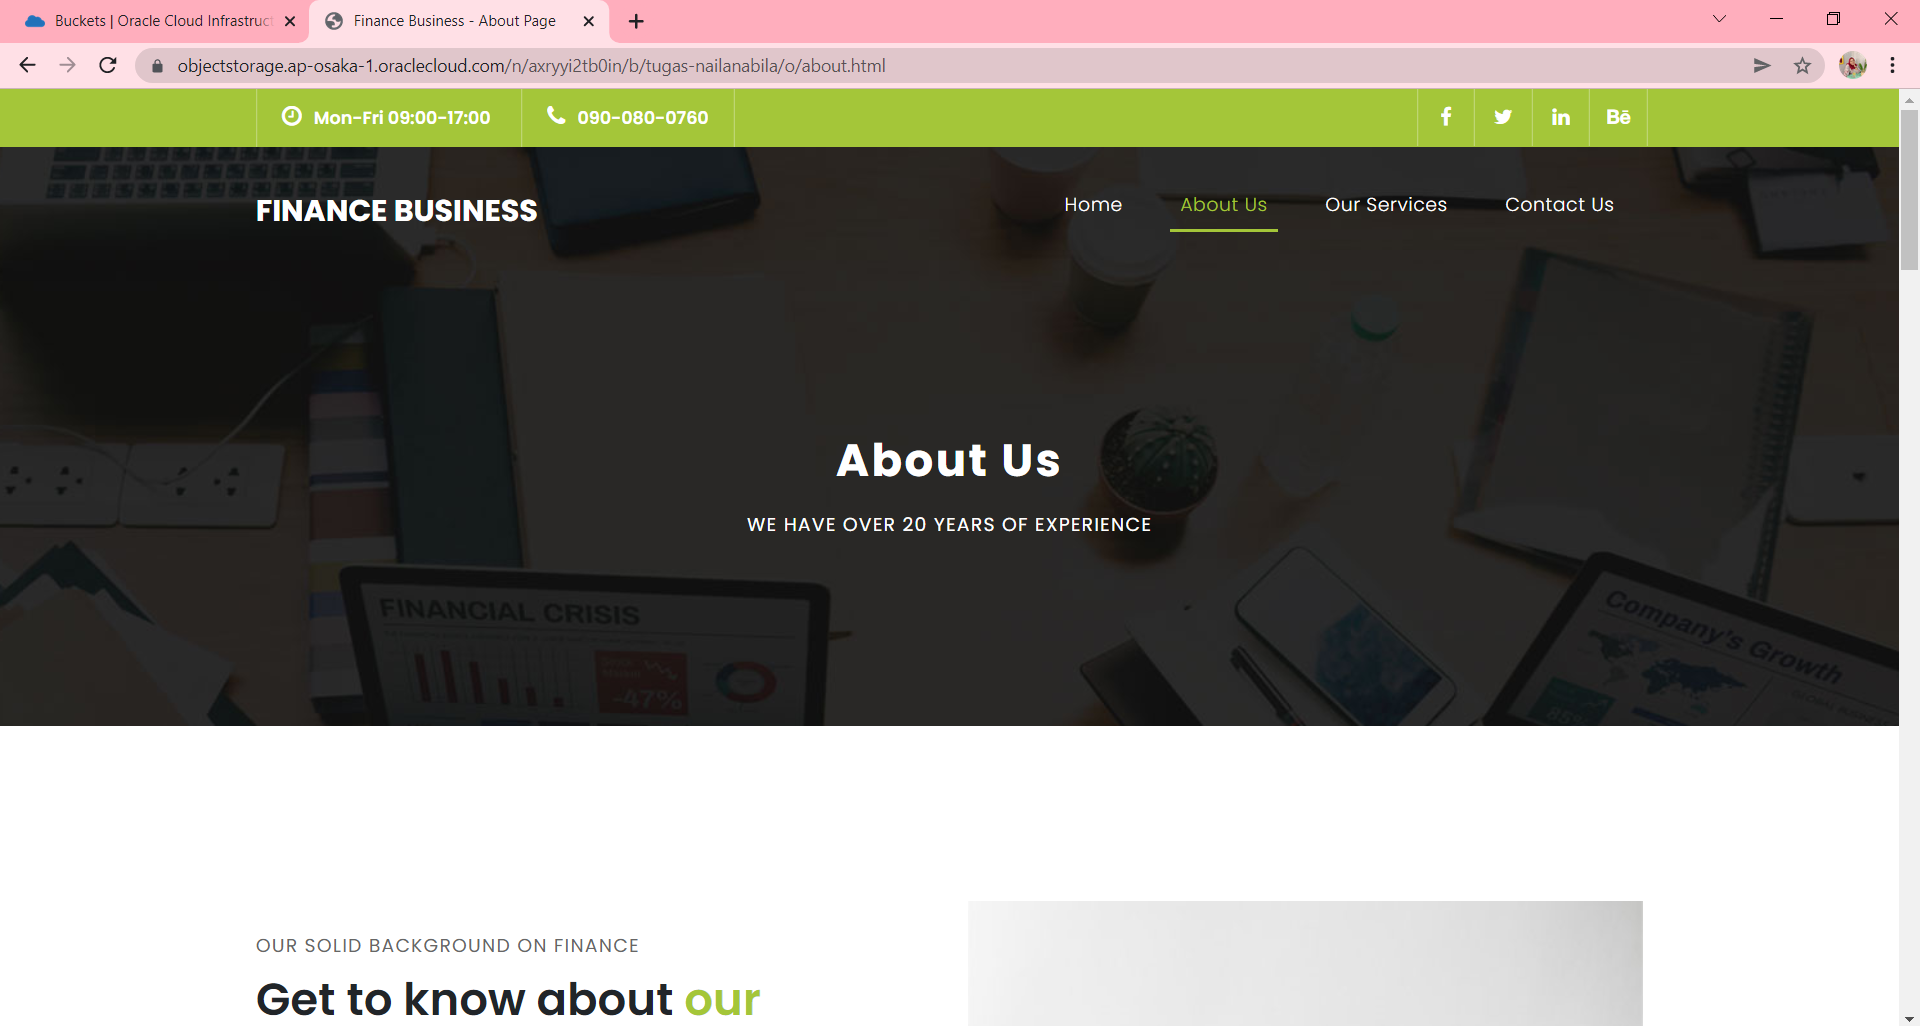 Buckets | Oracle Cloud Infrastruct
Finance Business - About Page
objectstorage.ap-osaka-1.oraclecloud.com/n/axryyi2tb0in/b/tugas-nailanabila/o/about.html
Mon-Fri 09:00-17:00
090-080-0760
FINANCE BUSINESS
Home
About Us
Our Services
Contact Us
About Us
WE HAVE OVER 20 YEARS OF EXPERIENCE
FINANCIAL CRISIS
-47%
Company's Growth
85%
OUR SOLID BACKGROUND ON FINANCE
Get to know about our